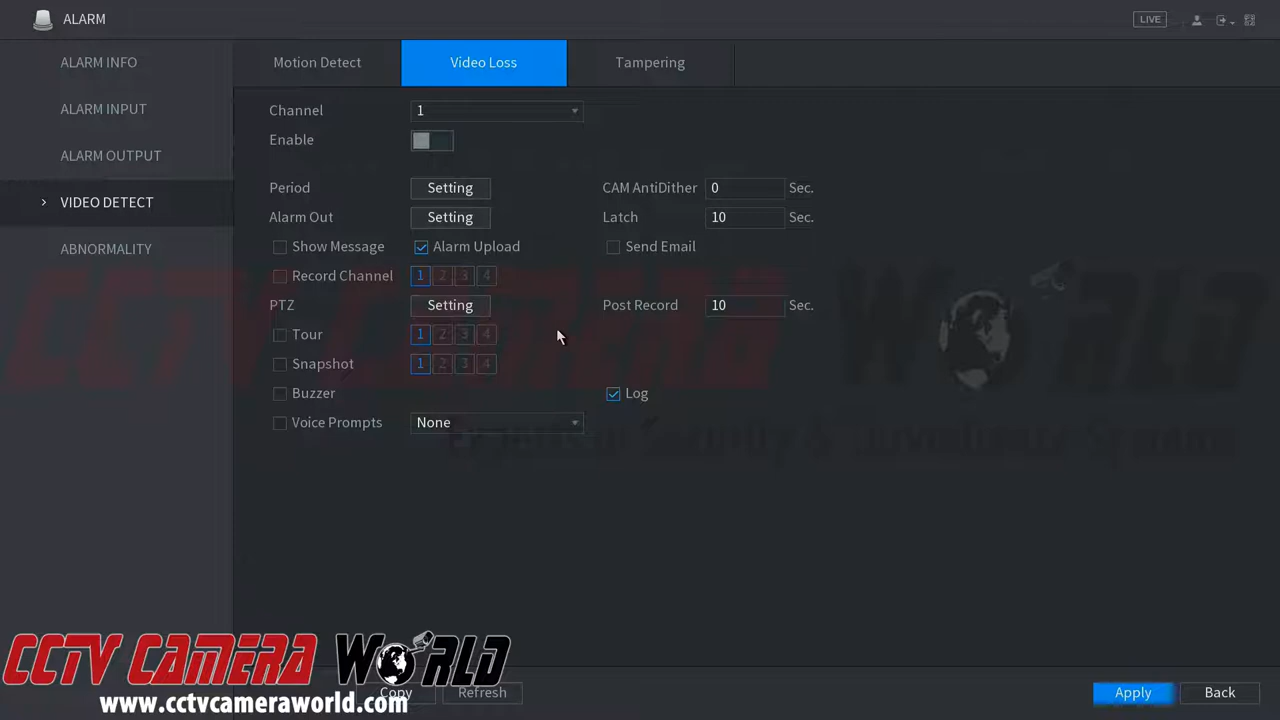 ALARM
LIVE
ALARM INFO
ALARM INPUT
ALARM OUTPUT
VIDEO DETECT
ABNORMALITY
Motion Detect Video Loss Tampering
Channel 1
Enable
Period Setting CAM AntiDither 0 Sec.
Alarm Out Setting Latch 10 Sec.
Show Message Alarm Upload Send Email
Record Channel 1 2 3 4
PTZ Setting Post Record 10 Sec.
Tour 1 2 3 4
Snapshot 1 2 3 4
Buzzer Log
Voice Prompts None
CCTV CAMERA WORLD
CCTV CAMERA WORLD
www.cctvcameraworld.com
Copy Refresh Apply Back